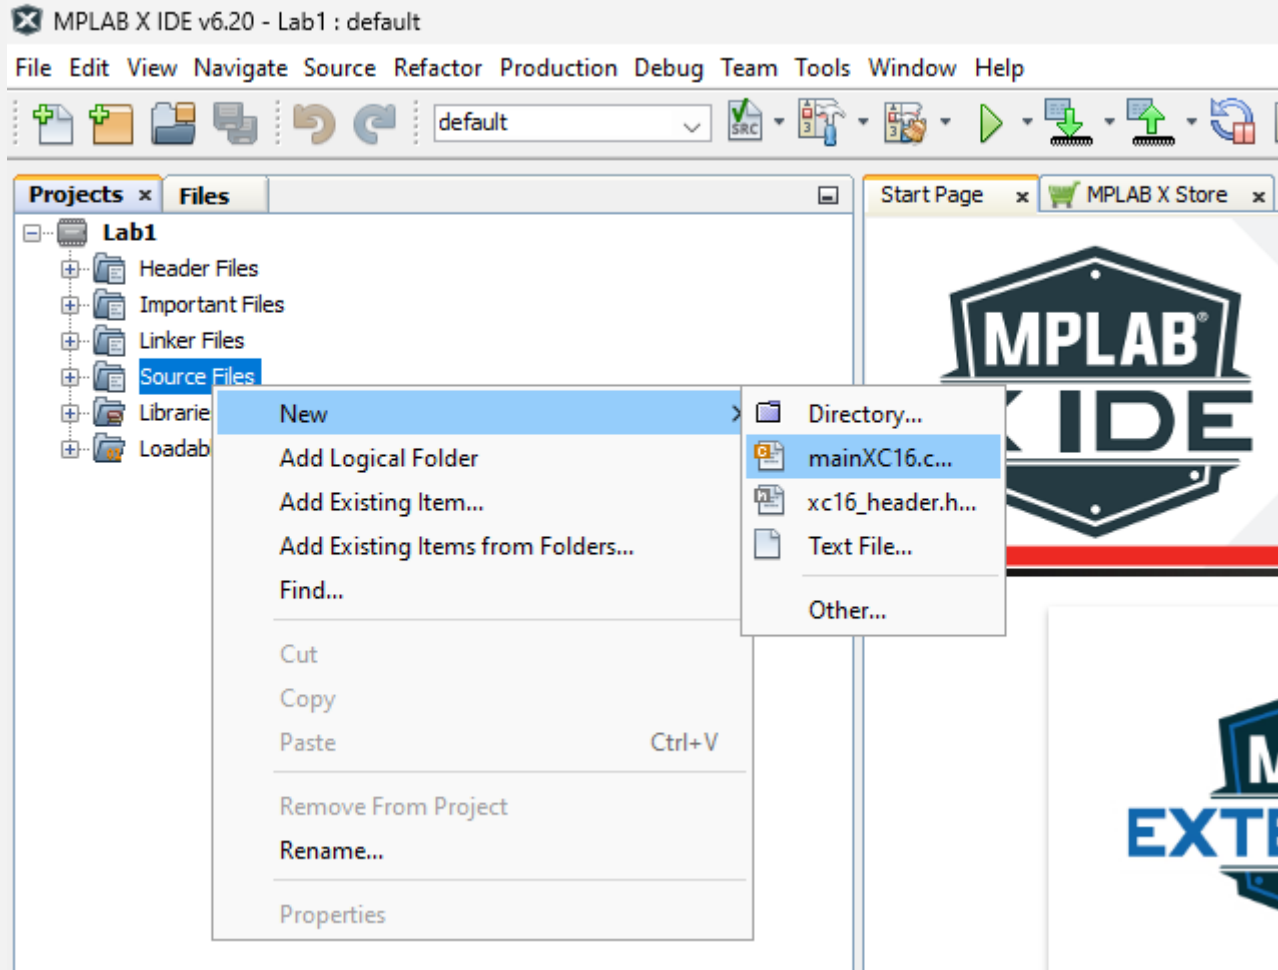 MPLAB X IDE v6.20 - Lab1 : default
File Edit View Navigate Source Refactor Production Debug Team Tools Window Help
default
SRC
Projects x Files
Start Page x MPLAB X Store x
Lab1
Header Files
Important Files
Linker Files
Source Files
Librarie
Loadab
New
Add Logical Folder
Add Existing Item...
Add Existing Items from Folders...
Find...
Cut
Copy
Paste Ctrl+V
Remove From Project
Rename...
Properties
Directory...
mainXC16.c...
xc16_header.h...
Text File...
Other...
MPLAB®
IDE
M
EXTE